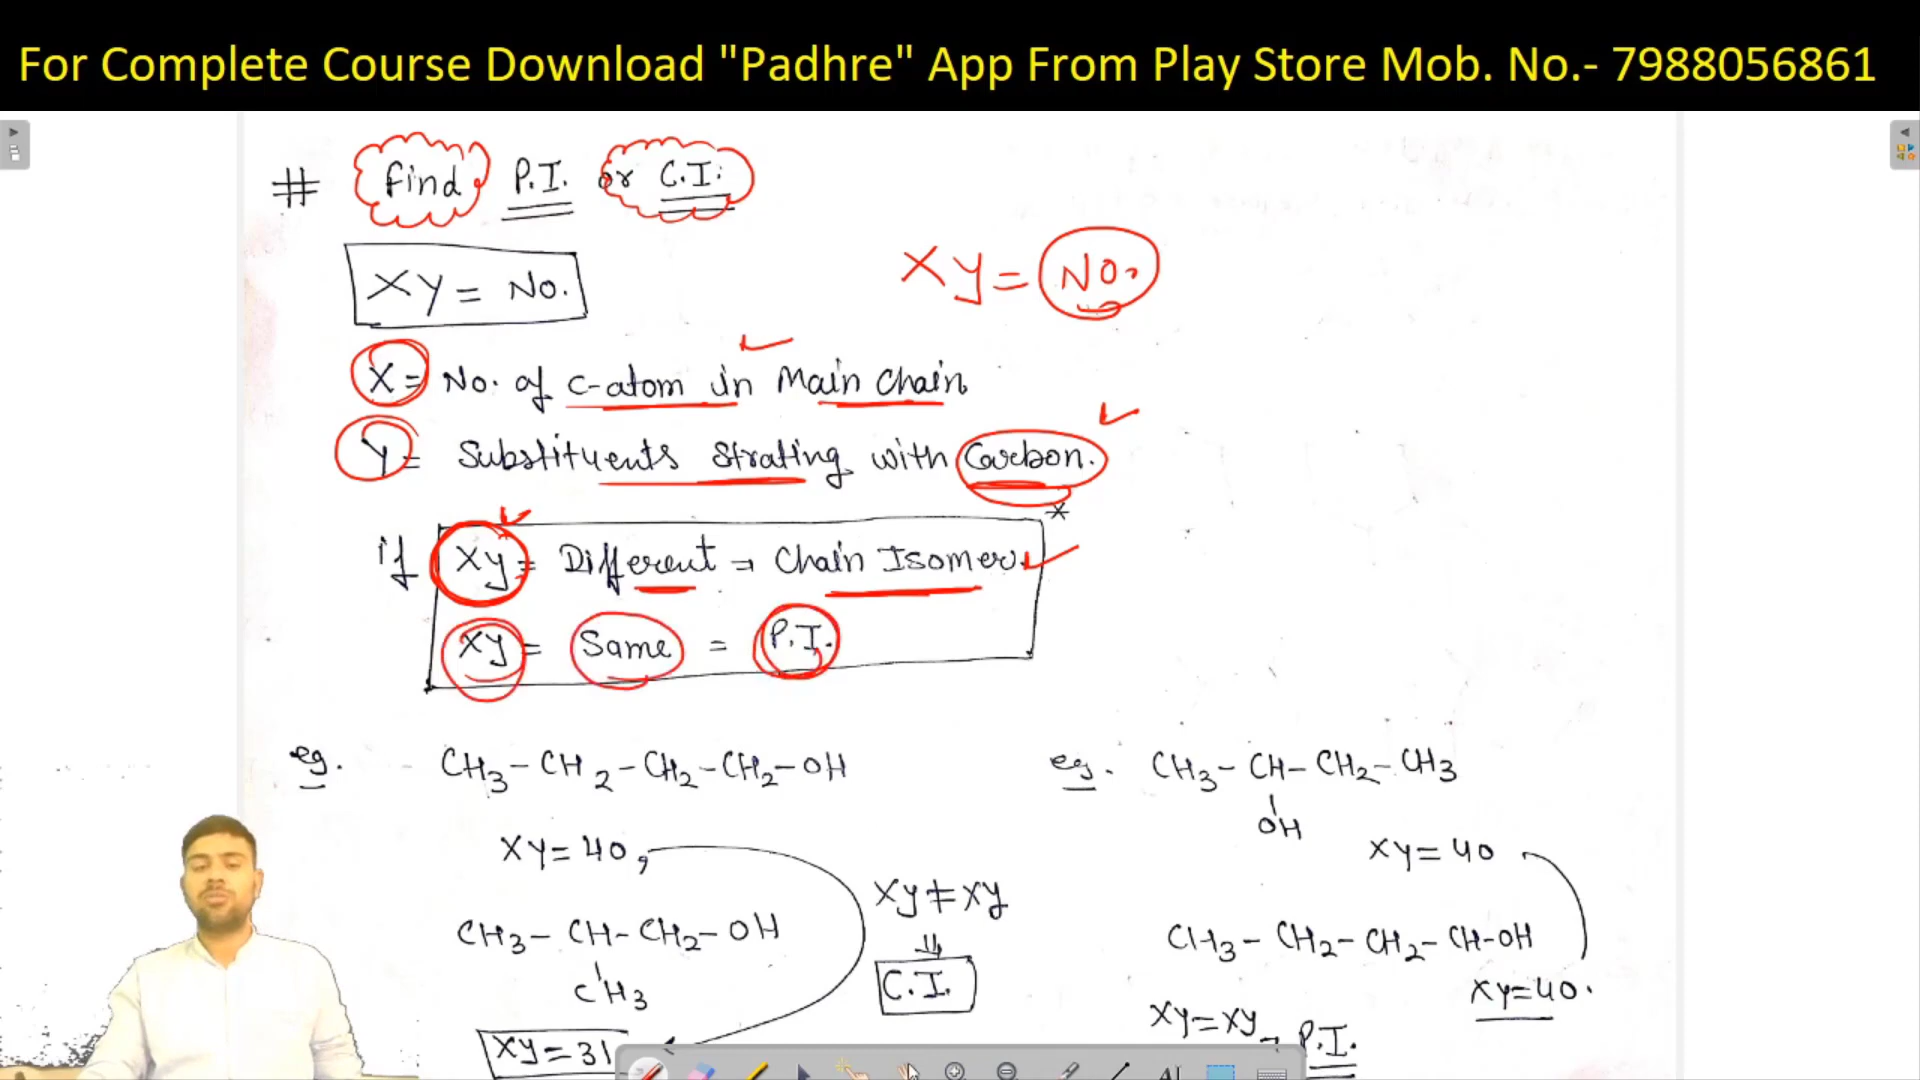 For Complete Course Download "Padhre" App From Play Store Mob. No.- 7988056861
# find P.I. or C.I.
XY = No.
XY = NO.
X = No. of C-atom in Main Chain
Y = Substituents Strating with Carbon.
if XY = Different = Chain Isomer
XY = Same = P.I.
eg. CH3-CH2-CH2-CH2-OH
XY = 40,
CH3-CH-CH2-OH
CH3
XY = 31
XY ≠ XY
⇓
C.I.
eg. CH3-CH-CH2-CH3
OH
XY = 40
CH3-CH2-CH2-CH-OH
XY=40.
XY=XY → P.I.